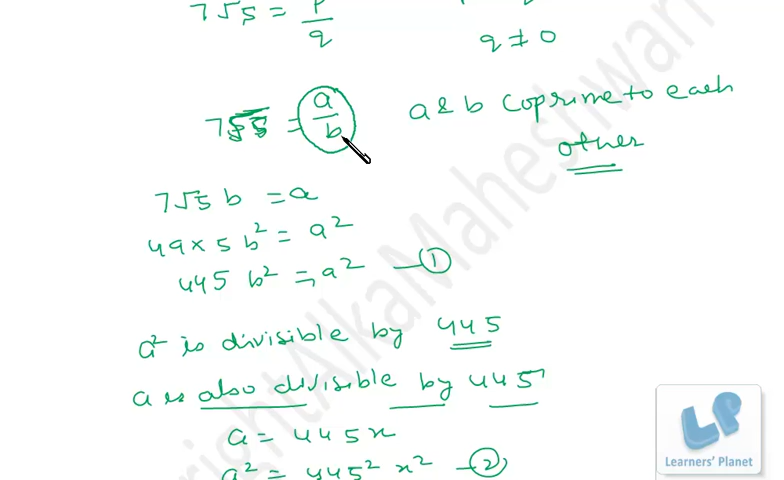 7√5 = p/q
q ≠ 0
7√5 = a/b a & b coprime to each other
7√5 b = a
49 × 5 b² = a²
445 b² = a² — ①
a² is divisible by 445
a is also divisible by 445
a = 445x
a² = 445² x² — ②
LP
Learners' Planet